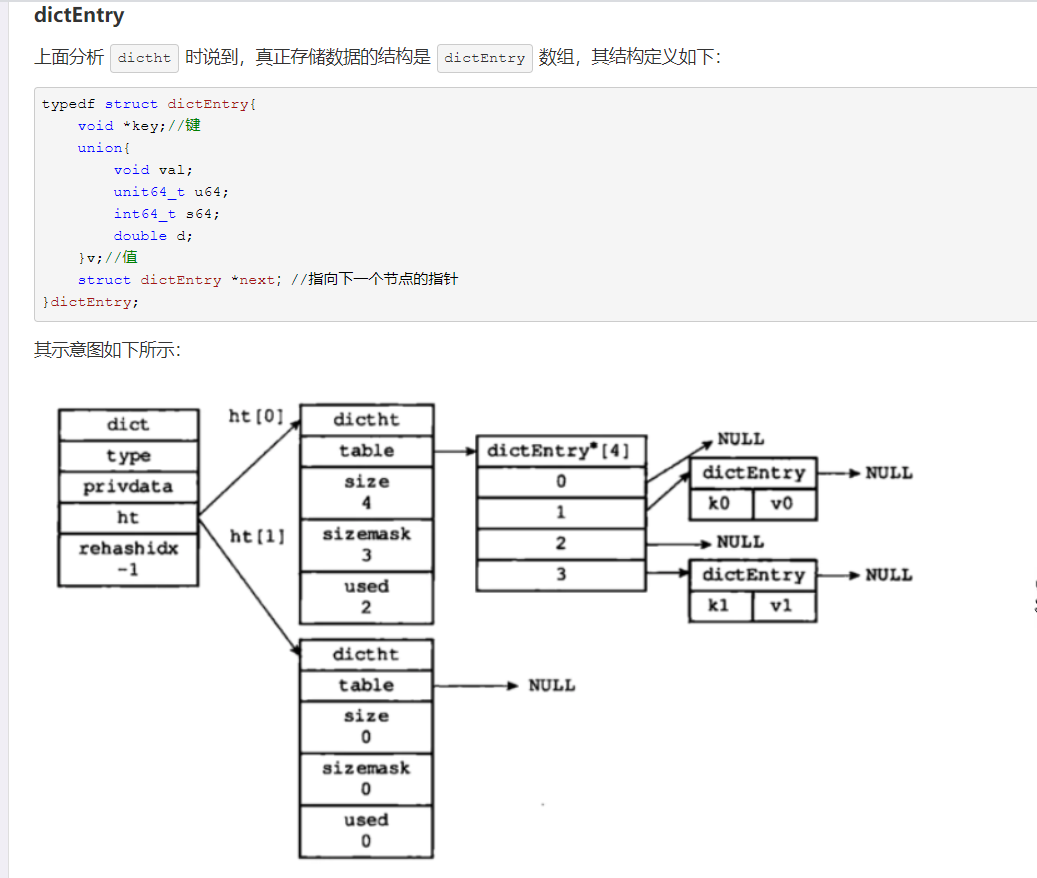 dictEntry
上面分析 dictht 时说到，真正存储数据的结构是 dictEntry 数组，其结构定义如下：
typedf struct dictEntry{
void *key;//键
union{
void val;
unit64_t u64;
int64_t s64;
double d;
}v;//值
struct dictEntry *next; //指向下一个节点的指针
}dictEntry;
其示意图如下所示：
dict
type
privdata
ht
rehashidx
-1
ht[0]
ht[1]
dictht
table
size
4
sizemask
3
used
2
dictEntry*[4]
0
1
2
3
NULL
dictEntry
NULL
k0 v0
NULL
dictEntry
NULL
k1 v1
dictht
table
NULL
size
0
sizemask
0
used
0